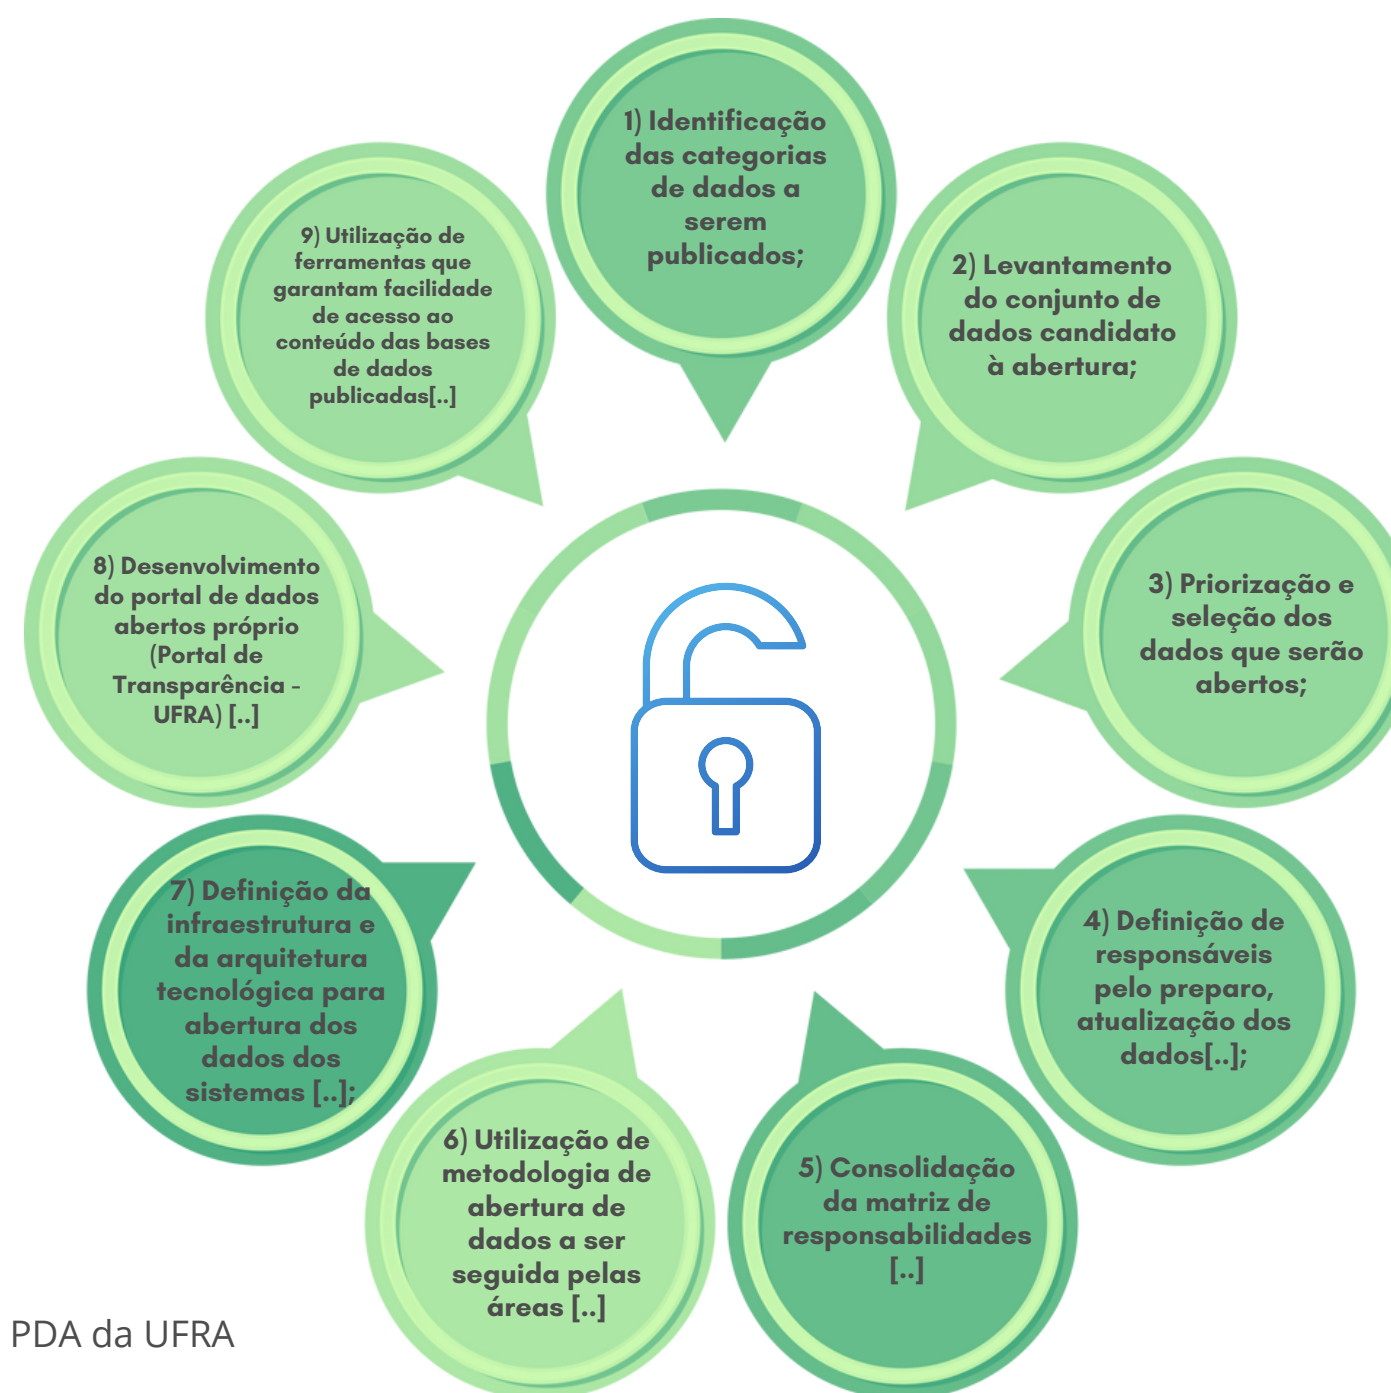 1) Identificação
das categorias
de dados a
serem
publicados;
2) Levantamento
do conjunto de
dados candidato
à abertura;
3) Priorização e
seleção dos
dados que serão
abertos;
4) Definição de
responsáveis
pelo preparo,
atualização dos
dados[..];
5) Consolidação
da matriz de
responsabilidades
[..]
6) Utilização de
metodologia de
abertura de
dados a ser
seguida pelas
áreas [..]
7) Definição da
infraestrutura e
da arquitetura
tecnológica para
abertura dos
dados dos
sistemas [..];
8) Desenvolvimento
do portal de dados
abertos próprio
(Portal de
Transparência -
UFRA) [..]
9) Utilização de
ferramentas que
garantam facilidade
de acesso ao
conteúdo das bases
de dados
publicadas[..]
PDA da UFRA